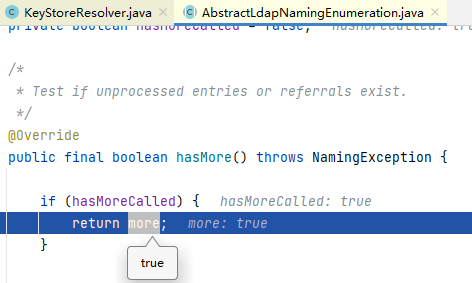 KeyStoreResolver.java × AbstractLdapNamingEnumeration.java ×
private boolean hasMoreCalled = false; hasMoreCalled: tr
/*
* Test if unprocessed entries or referrals exist.
*/
@Override
public final boolean hasMore() throws NamingException {
if (hasMoreCalled) { hasMoreCalled: true
return more; more: true
true
}